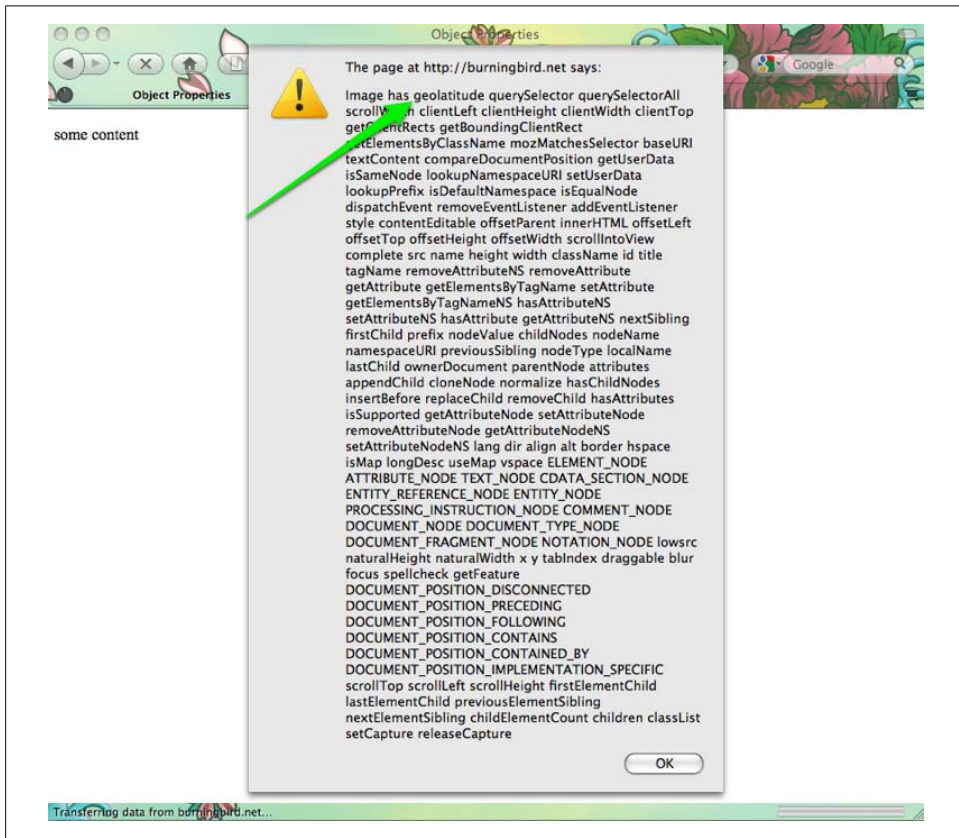 Object Properties
Google
Object Properties
some content
The page at http://burningbird.net says:
Image has geolatitude querySelector querySelectorAll
clientLeft clientHeight clientWidth clientTop
getBoundingClientRect
getElementsByClassName mozMatchesSelector baseURI
textContent compareDocumentPosition getUserData
isSameNode lookupNamespaceURI setUserData
lookupPrefix isDefaultNamespace isEqualNode
dispatchEvent removeEventListener addEventListener
style contentEditable offsetParent innerHTML offsetLeft
offsetTop offsetHeight offsetWidth scrollIntoView
complete src name height width className id title
tagName removeAttributeNS removeAttribute
getAttribute getElementsByTagName setAttribute
getElementsByTagNameNS hasAttributeNS
setAttributeNS hasAttribute getAttributeNS nextSibling
firstChild prefix nodeValue childNodes nodeName
namespaceURI previousSibling nodeType localName
lastChild ownerDocument parentNode attributes
appendChild cloneNode normalize hasChildNodes
insertBefore replaceChild removeChild hasAttributes
isSupported getAttributeNode setAttributeNode
removeAttributeNode getAttributeNodeNS
setAttributeNodeNS lang dir align alt border hspace
isMap longDesc useMap vspace ELEMENT_NODE
ATTRIBUTE_NODE TEXT_NODE CDATA_SECTION_NODE
ENTITY_REFERENCE_NODE ENTITY_NODE
PROCESSING_INSTRUCTION_NODE COMMENT_NODE
DOCUMENT_NODE DOCUMENT_TYPE_NODE
DOCUMENT_FRAGMENT_NODE NOTATION_NODE lowsrc
naturalHeight naturalWidth x y tabIndex draggable blur
focus spellcheck getFeature
DOCUMENT_POSITION_DISCONNECTED
DOCUMENT_POSITION_PRECEDING
DOCUMENT_POSITION_FOLLOWING
DOCUMENT_POSITION_CONTAINS
DOCUMENT_POSITION_CONTAINED_BY
DOCUMENT_POSITION_IMPLEMENTATION_SPECIFIC
scrollTop scrollLeft scrollHeight firstElementChild
lastElementChild previousElementSibling
nextElementSibling childElementCount children classList
setCapture releaseCapture
OK
Transferring data from burningbird.net...